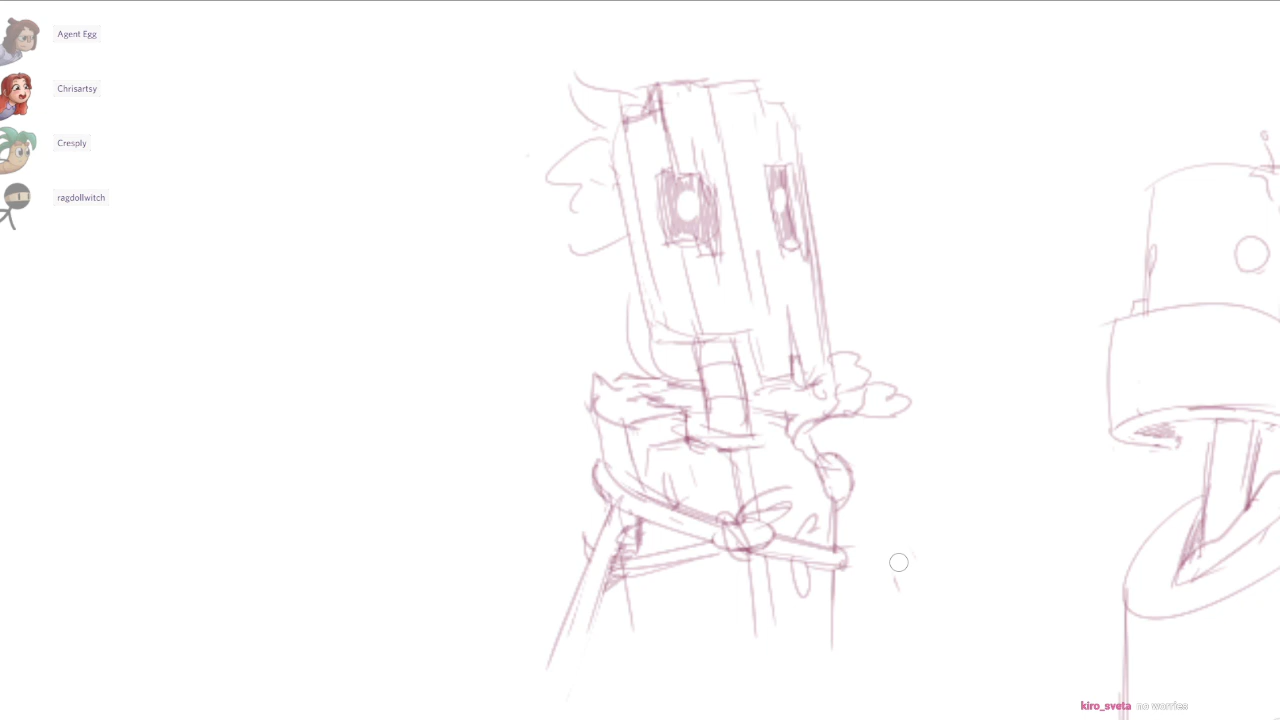 Agent Egg
Chrisartsy
Cresply
ragdollwitch
kiro_sveta no worries